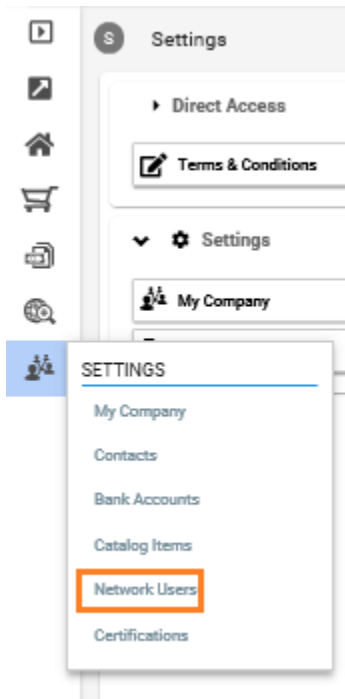 S Settings
Direct Access
Terms & Conditions
Settings
My Company
SETTINGS
My Company
Contacts
Bank Accounts
Catalog Items
Network Users
Certifications